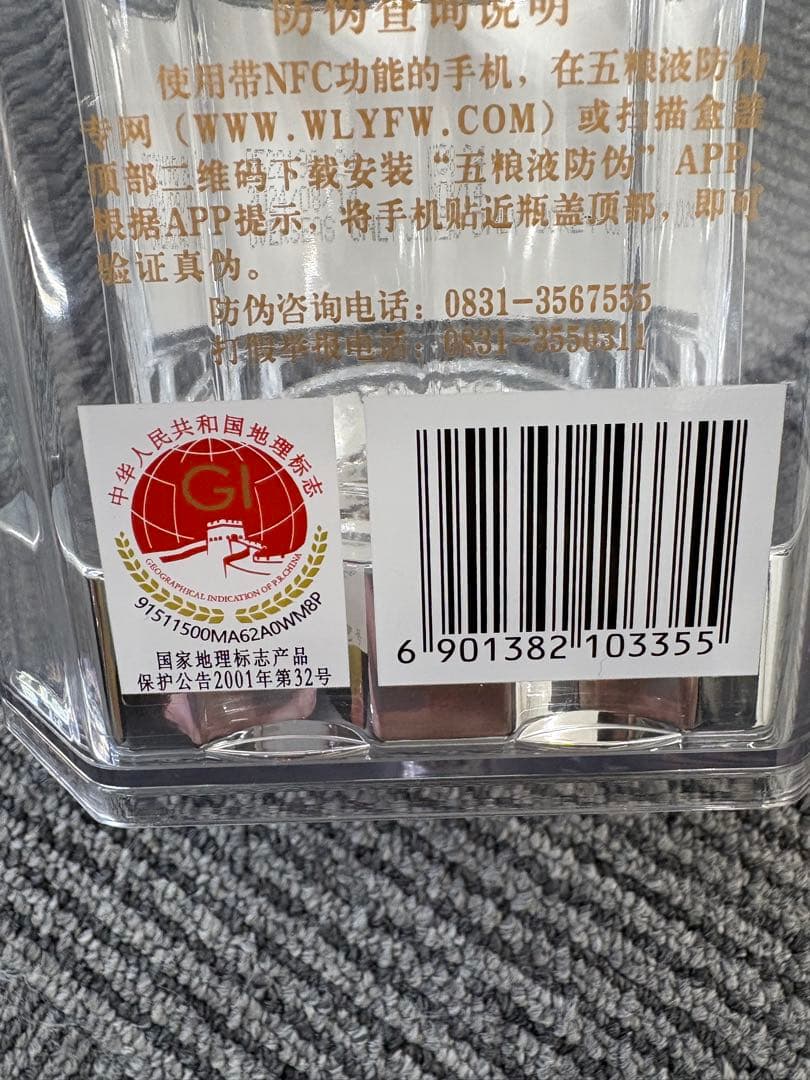 防伪查询说明
使用带NFC功能的手机，在五粮液防伪
专网（WWW.WLYFW.COM）或扫描盒盖
顶部二维码下载安装“五粮液防伪”APP，
根据APP提示，将手机贴近瓶盖顶部，即可
验证真伪。
防伪咨询电话：0831-3567555
打假举报电话：0831-3550311
中华人民共和国地理标志
GI
GEOGRAPHICAL INDICATION OF P.R.CHINA
91511500MA62A0WM8P
国家地理标志产品
保护公告2001年第32号
6 901382 103355